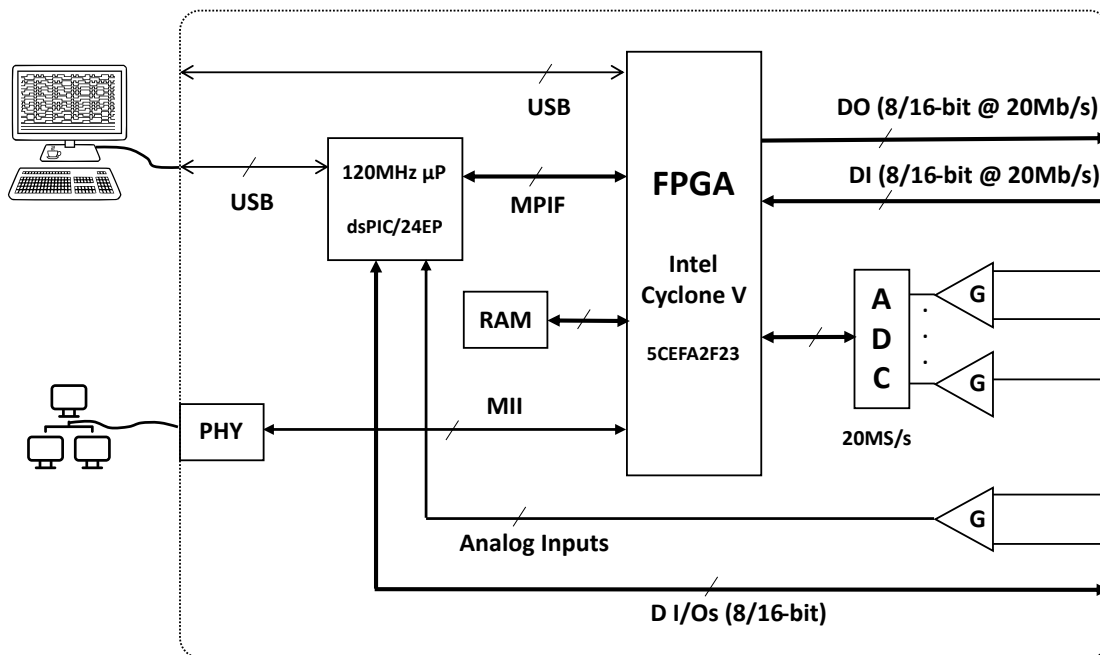 USB
DO (8/16-bit @ 20Mb/s)
120MHz µP
dsPIC/24EP
USB
MPIF
FPGA
DI (8/16-bit @ 20Mb/s)
Intel
Cyclone V
5CEFA2F23
RAM
A
D
C
G
G
20MS/s
PHY
MII
G
Analog Inputs
D I/Os (8/16-bit)